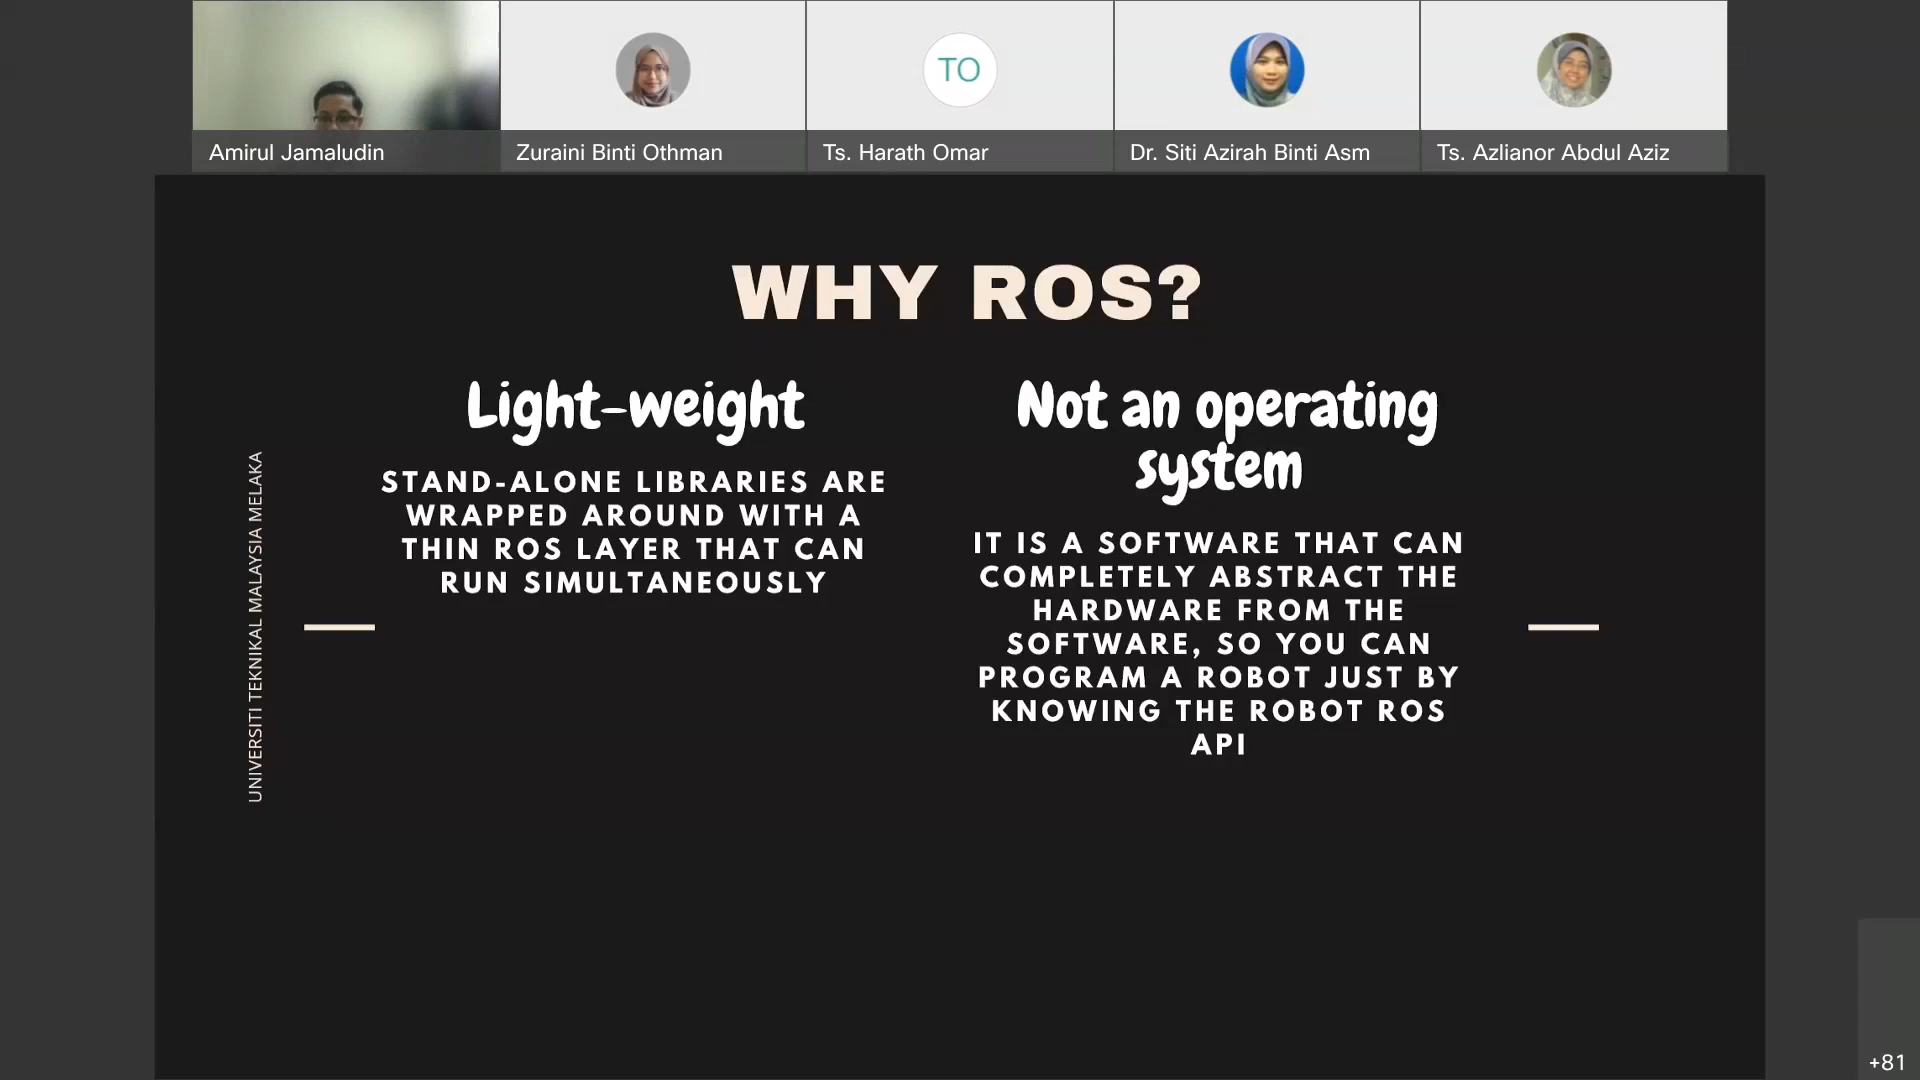 TO
Amirul Jamaludin
Zuraini Binti Othman
Ts. Harath Omar
Dr. Siti Azirah Binti Asm
Ts. Azlianor Abdul Aziz
WHY ROS?
Light-weight
STAND-ALONE LIBRARIES ARE
WRAPPED AROUND WITH A
THIN ROS LAYER THAT CAN
RUN SIMULTANEOUSLY
Not an operating
system
IT IS A SOFTWARE THAT CAN
COMPLETELY ABSTRACT THE
HARDWARE FROM THE
SOFTWARE, SO YOU CAN
PROGRAM A ROBOT JUST BY
KNOWING THE ROBOT ROS
API
UNIVERSITI TEKNIKAL MALAYSIA MELAKA
+81